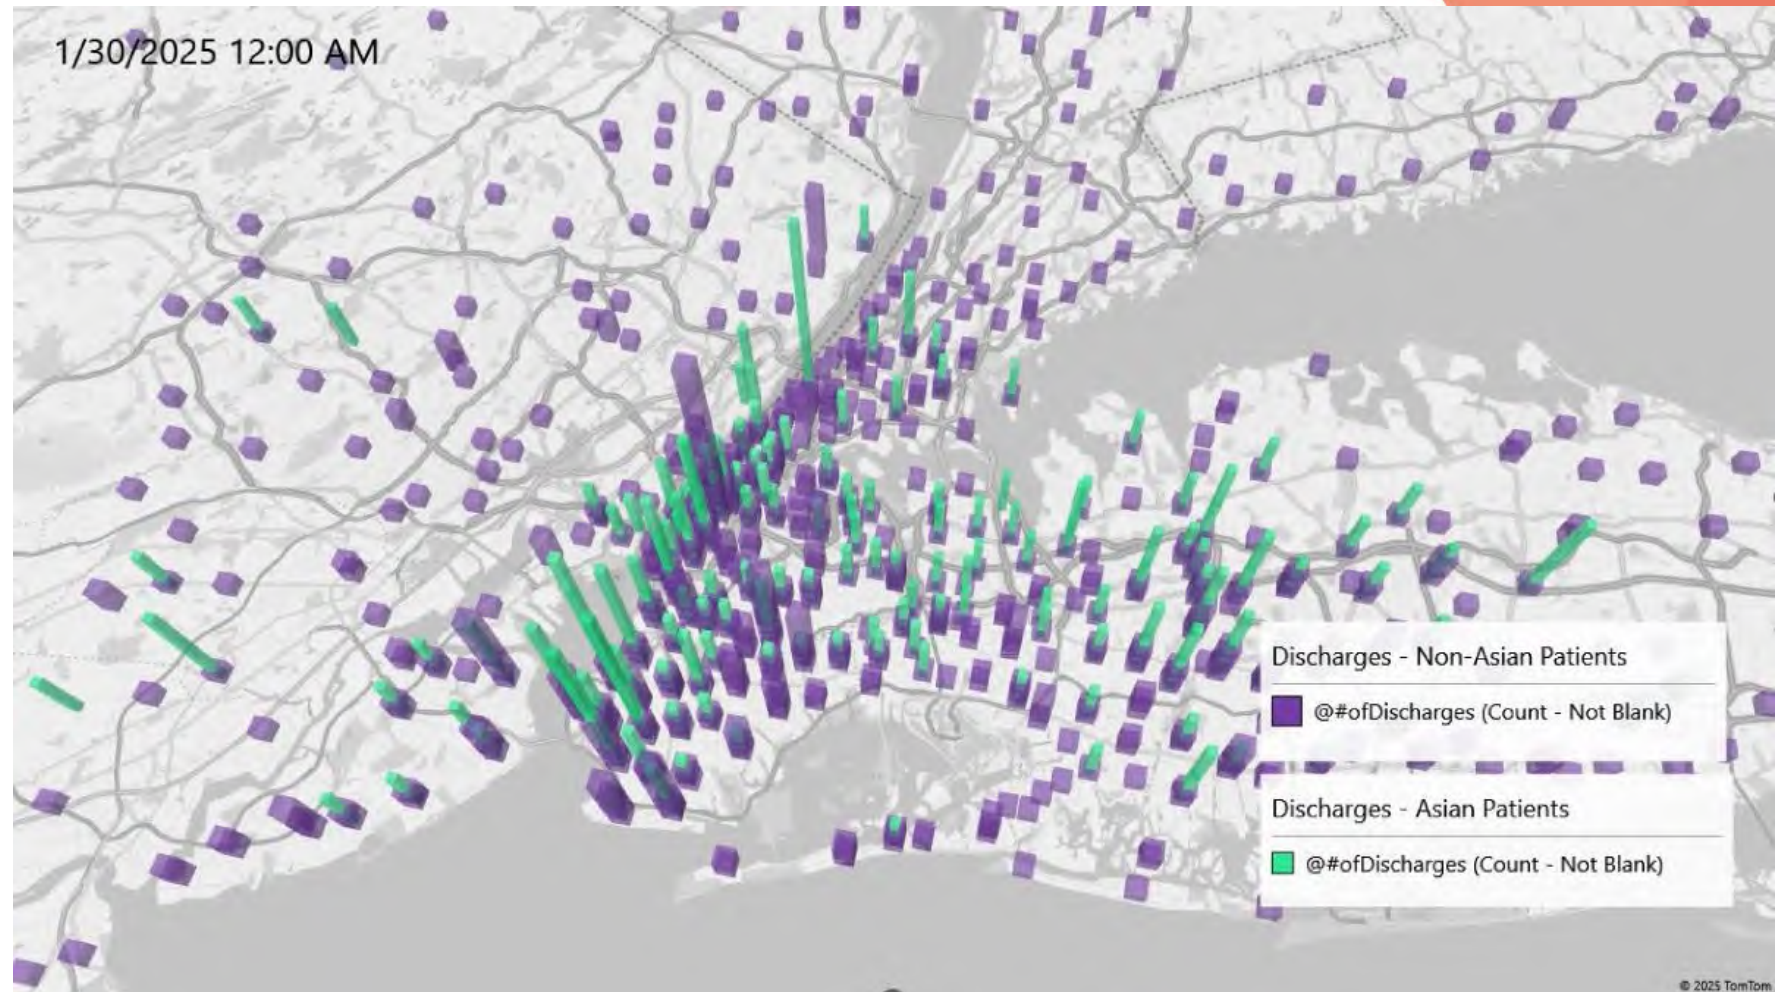 1/30/2025 12:00 AM
Discharges - Non-Asian Patients
@#ofDischarges (Count - Not Blank)
Discharges - Asian Patients
@#ofDischarges (Count - Not Blank)
© 2025 TomTom